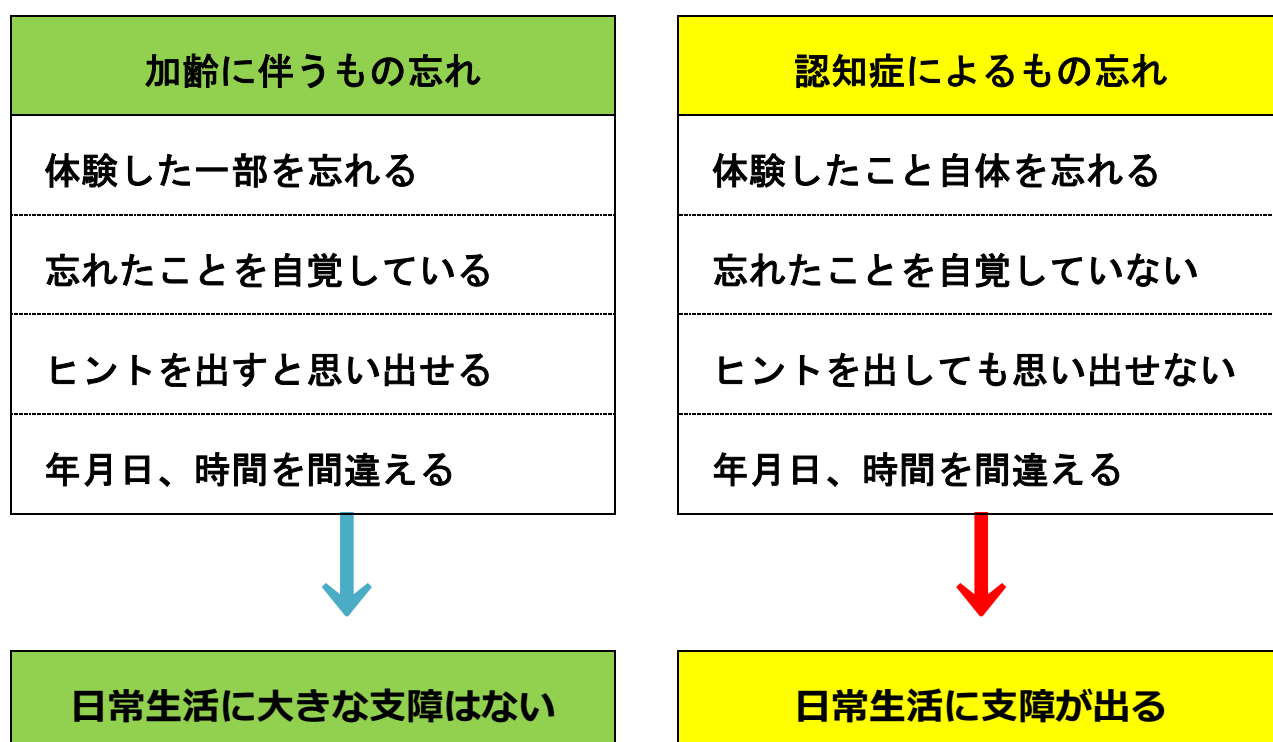 加齢に伴うもの忘れ
体験した一部を忘れる
忘れたことを自覚している
ヒントを出すと思い出せる
年月日、時間を間違える
日常生活に大きな支障はない
認知症によるもの忘れ
体験したこと自体を忘れる
忘れたことを自覚していない
ヒントを出しても思い出せない
年月日、時間を間違える
日常生活に支障が出る